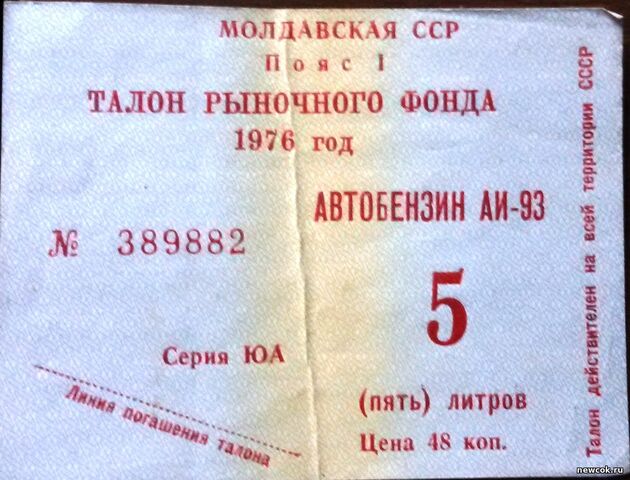 МОЛДАВСКАЯ ССР
Пояс I
ТАЛОН РЫНОЧНОГО ФОНДА
1976 год
АВТОБЕНЗИН АИ-93
№ 389882
5
Серия ЮА
(пять) литров
Цена 48 коп.
Линия погашения талона
Талон действителен на всей территории СССР
newcok.ru